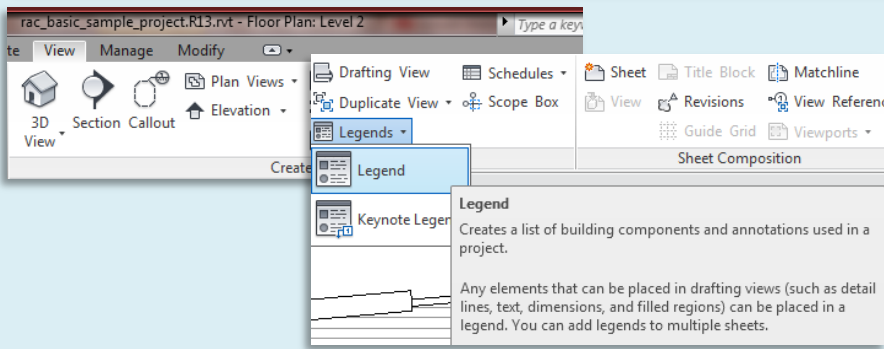 rac_basic_sample_project.R13.rvt - Floor Plan: Level 2
Type a key
te View Manage Modify
3D View
Section
Callout
Plan Views
Elevation
Create
Drafting View
Duplicate View
Legends
Schedules
Scope Box
Sheet
View
Title Block
Revisions
Guide Grid
Matchline
View Referenc
Viewports
Sheet Composition
Legend
Keynote Legen
Legend
Creates a list of building components and annotations used in a
project.
Any elements that can be placed in drafting views (such as detail
lines, text, dimensions, and filled regions) can be placed in a
legend. You can add legends to multiple sheets.